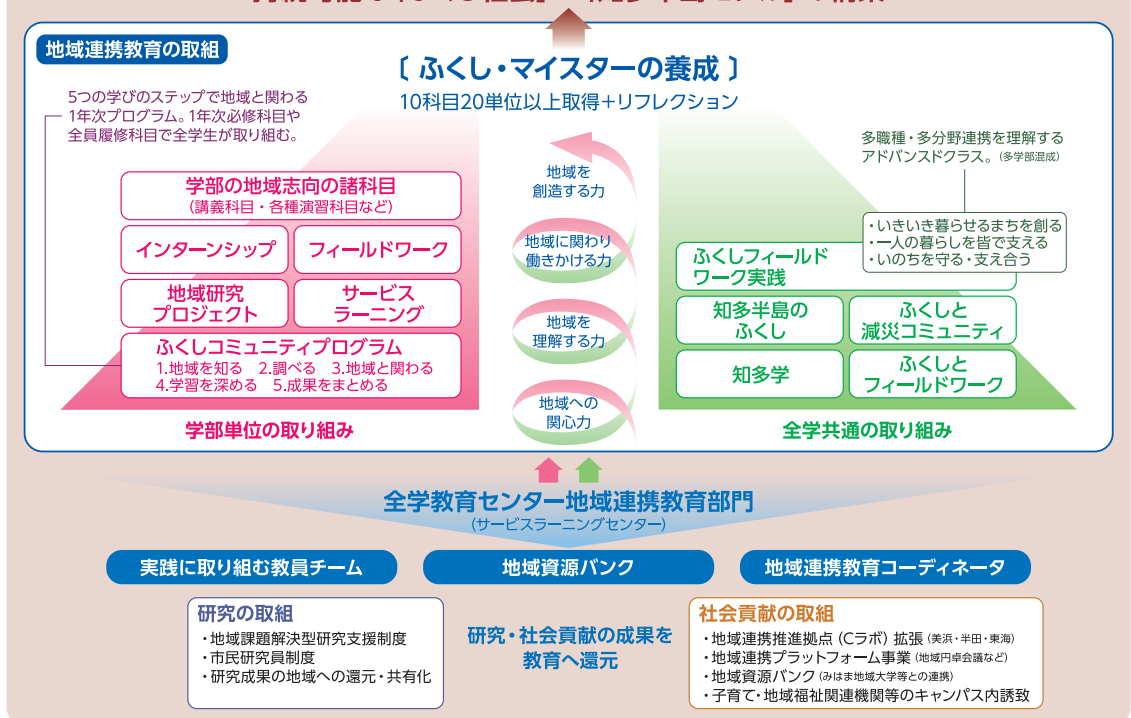 地域連携教育の取組
〔 ふくし・マイスターの養成 〕
10科目20単位以上取得+リフレクション
5つの学びのステップで地域と関わる
1年次プログラム。1年次必修科目や
全員履修科目で全学生が取り組む。
学部の地域志向の諸科目
(講義科目・各種演習科目など)
インターンシップ
フィールドワーク
地域研究
プロジェクト
サービス
ラーニング
ふくしコミュニティプログラム
1.地域を知る 2.調べる 3.地域と関わる
4.学習を深める 5.成果をまとめる
学部単位の取り組み
地域を
創造する力
地域に関わり
働きかける力
地域を
理解する力
地域への
関心力
多職種・多分野連携を理解する
アドバンスドクラス。(多学部混成)
・いきいき暮らせるまちを創る
・一人の暮らしを皆で支える
・いのちを守る・支え合う
ふくしフィールド
ワーク実践
知多半島の
ふくし
ふくしと
減災コミュニティ
知多学
ふくしと
フィールドワーク
全学共通の取り組み
全学教育センター地域連携教育部門
(サービスラーニングセンター)
実践に取り組む教員チーム
地域資源バンク
地域連携教育コーディネータ
研究の取組
・地域課題解決型研究支援制度
・市民研究員制度
・研究成果の地域への還元・共有化
研究・社会貢献の成果を
教育へ還元
社会貢献の取組
・地域連携推進拠点(Cラボ)拡張(美浜・半田・東海)
・地域連携プラットフォーム事業(地域円卓会議など)
・地域資源バンク(みはま地域大学等との連携)
・子育て・地域福祉関連機関等のキャンパス内誘致